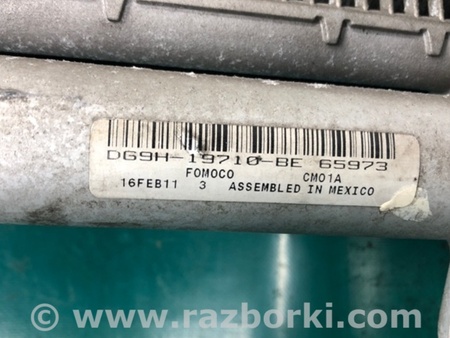 DG9H-19710-BE 65973
FOMOCO CM01A
16FEB11 3 ASSEMBLED IN MEXICO
© www.razborki.com